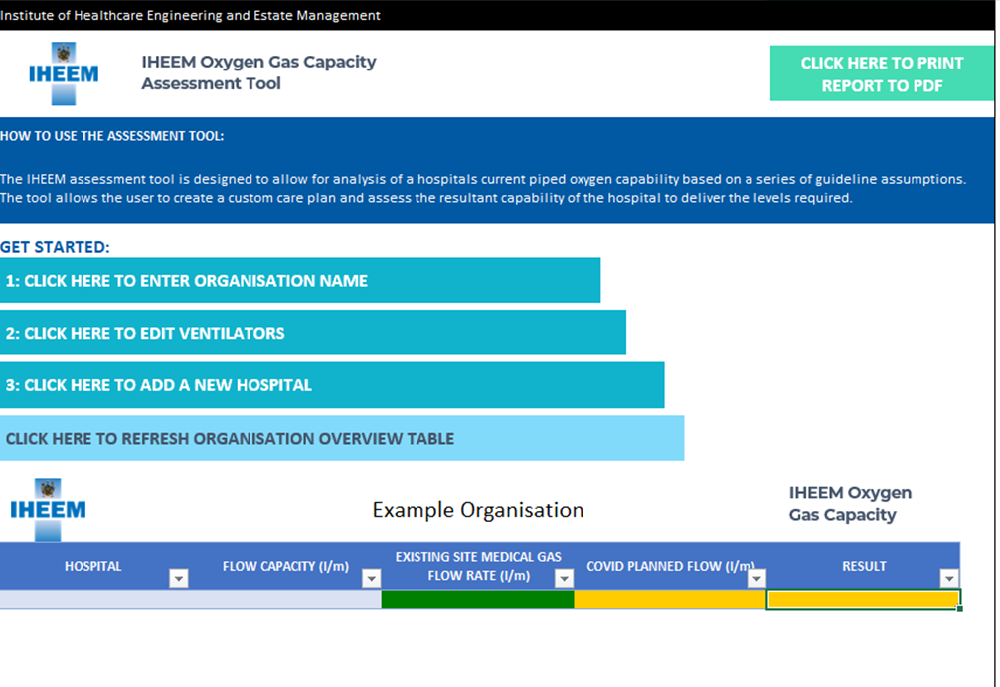 Institute of Healthcare Engineering and Estate Management
IHEEM
IHEEM Oxygen Gas Capacity
Assessment Tool
CLICK HERE TO PRINT
REPORT TO PDF
HOW TO USE THE ASSESSMENT TOOL:
The IHEEM assessment tool is designed to allow for analysis of a hospitals current piped oxygen capability based on a series of guideline assumptions.
The tool allows the user to create a custom care plan and assess the resultant capability of the hospital to deliver the levels required.
GET STARTED:
1: CLICK HERE TO ENTER ORGANISATION NAME
2: CLICK HERE TO EDIT VENTILATORS
3: CLICK HERE TO ADD A NEW HOSPITAL
CLICK HERE TO REFRESH ORGANISATION OVERVIEW TABLE
IHEEM
Example Organisation
IHEEM Oxygen
Gas Capacity
HOSPITAL
FLOW CAPACITY (l/m)
EXISTING SITE MEDICAL GAS
FLOW RATE (l/m)
COVID PLANNED FLOW (l/m)
RESULT